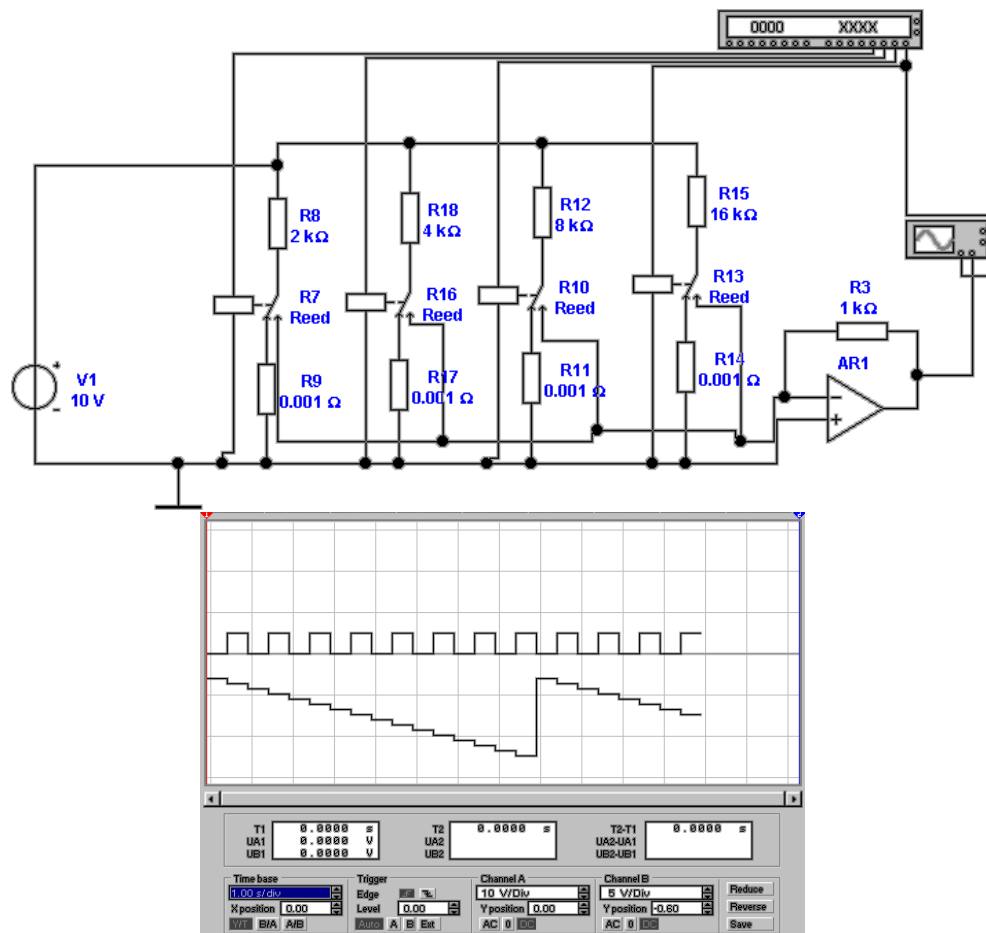 0000 XXXX
R8
2 kΩ
R18
4 kΩ
R12
8 kΩ
R15
16 kΩ
R7
Reed
R16
Reed
R10
Reed
R13
Reed
R3
1 kΩ
V1
10 V
+
-
R9
0.001 Ω
R17
0.001 Ω
R11
0.001 Ω
R14
0.001 Ω
AR1
−
+
1
2
T1 0.0000 s
UA1 0.0000 V
UB1 0.0000 V
T2 0.0000 s
UA2
UB2
T2-T1 0.0000 s
UA2-UA1
UB2-UB1
Time base
1.00 s/div
X position 0.00
Y/T B/A A/B
Trigger
Edge
Level 0.00
Auto A B Ext
Channel A
10 V/Div
Y position 0.00
AC 0 DC
Channel B
5 V/Div
Y position -0.60
AC 0 DC
Reduce
Reverse
Save